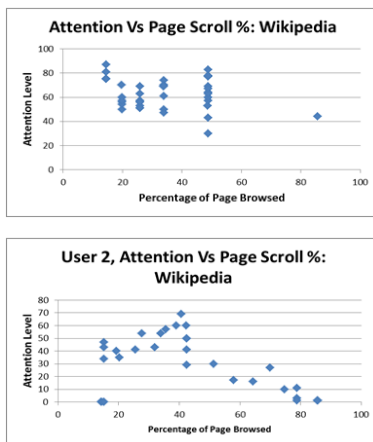 Attention Vs Page Scroll %: Wikipedia
100
80
60
40
20
0
Attention Level
0 20 40 60 80 100
Percentage of Page Browsed
User 2, Attention Vs Page Scroll %:
Wikipedia
80
70
60
50
40
30
20
10
0
Attention Level
0 20 40 60 80 100
Percentage of Page Browsed